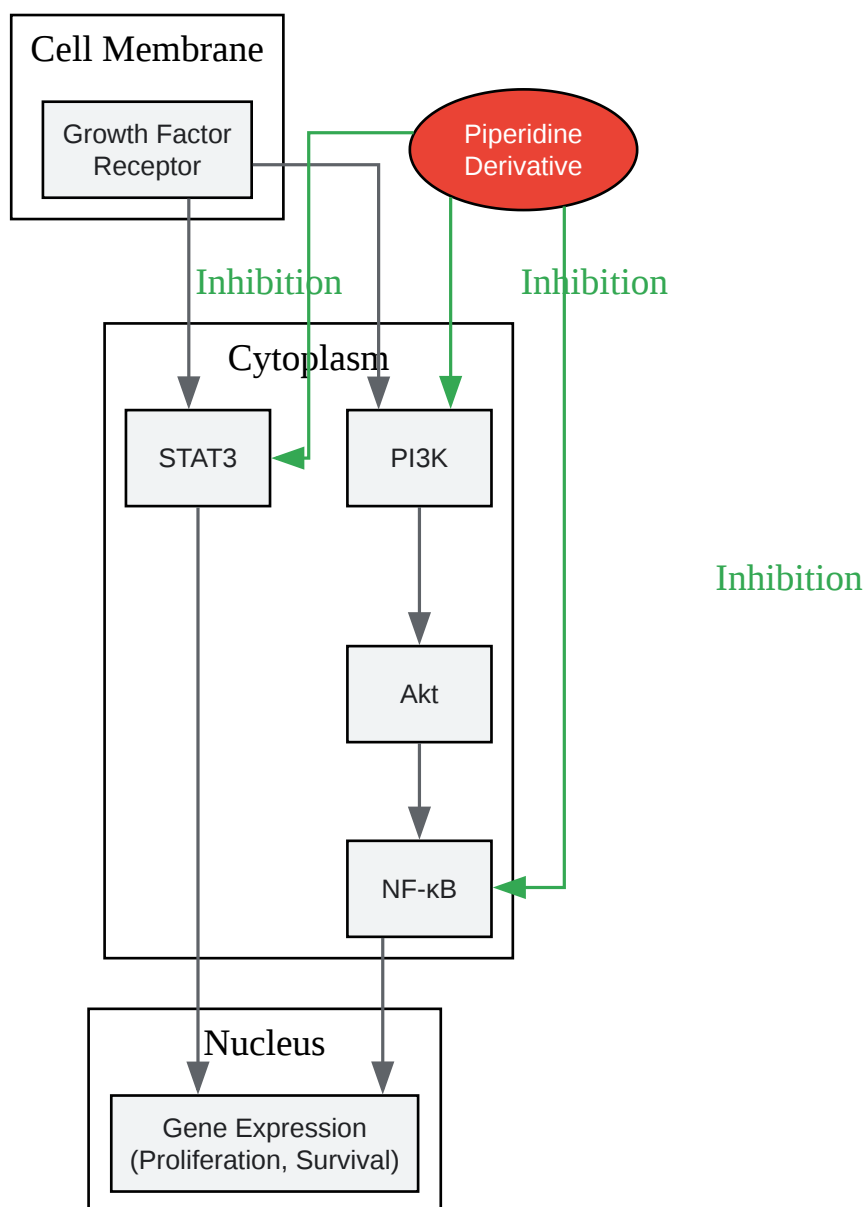 Cell Membrane
Growth Factor
Receptor
Piperidine
Derivative
Inhibition
Inhibition
Cytoplasm
STAT3
PI3K
Inhibition
Akt
NF-κB
Nucleus
Gene Expression
(Proliferation, Survival)